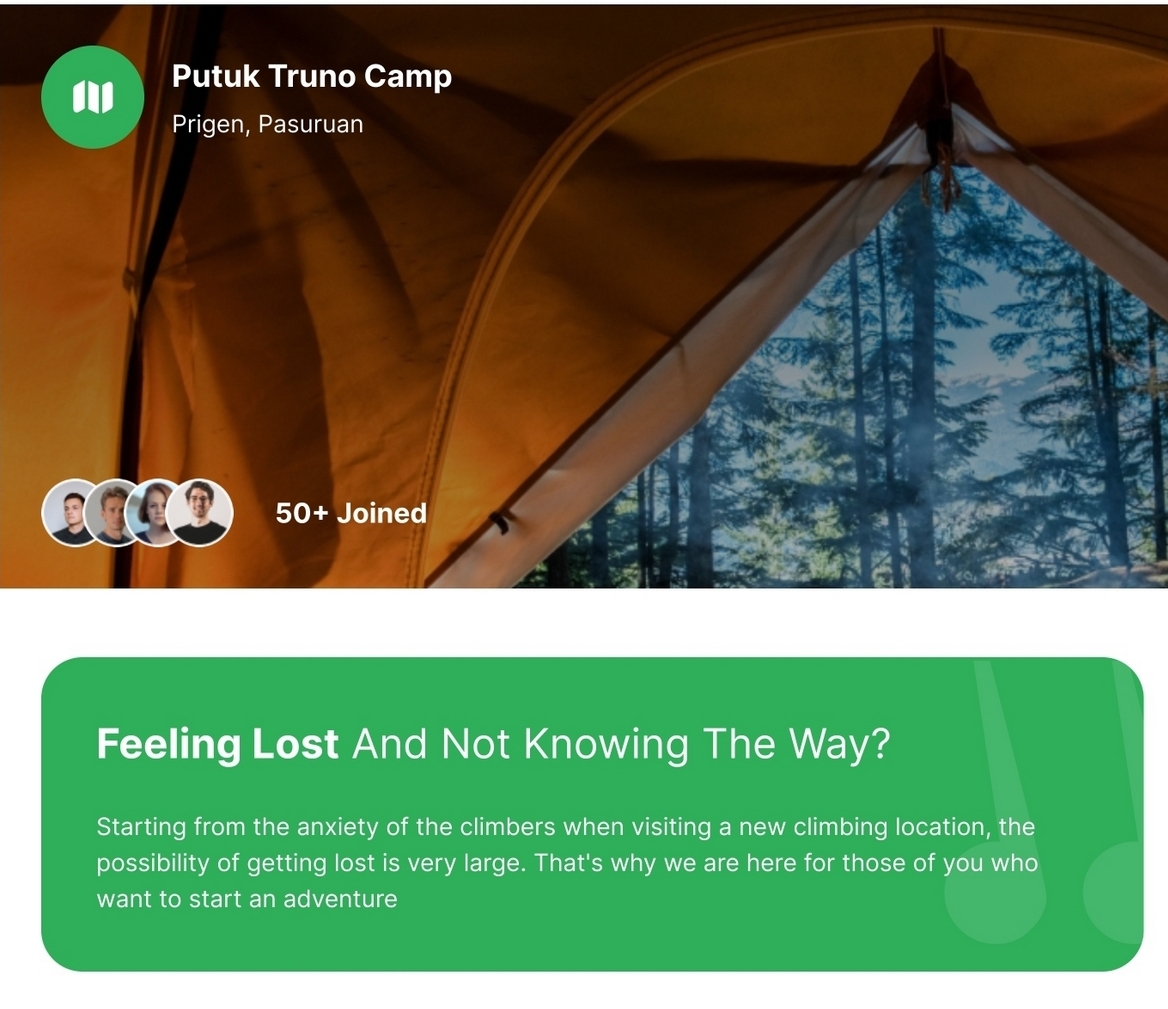 Putuk Truno Camp
Prigen, Pasuruan
50+ Joined
Feeling Lost And Not Knowing The Way?
Starting from the anxiety of the climbers when visiting a new climbing location, the
possibility of getting lost is very large. That's why we are here for those of you who
want to start an adventure